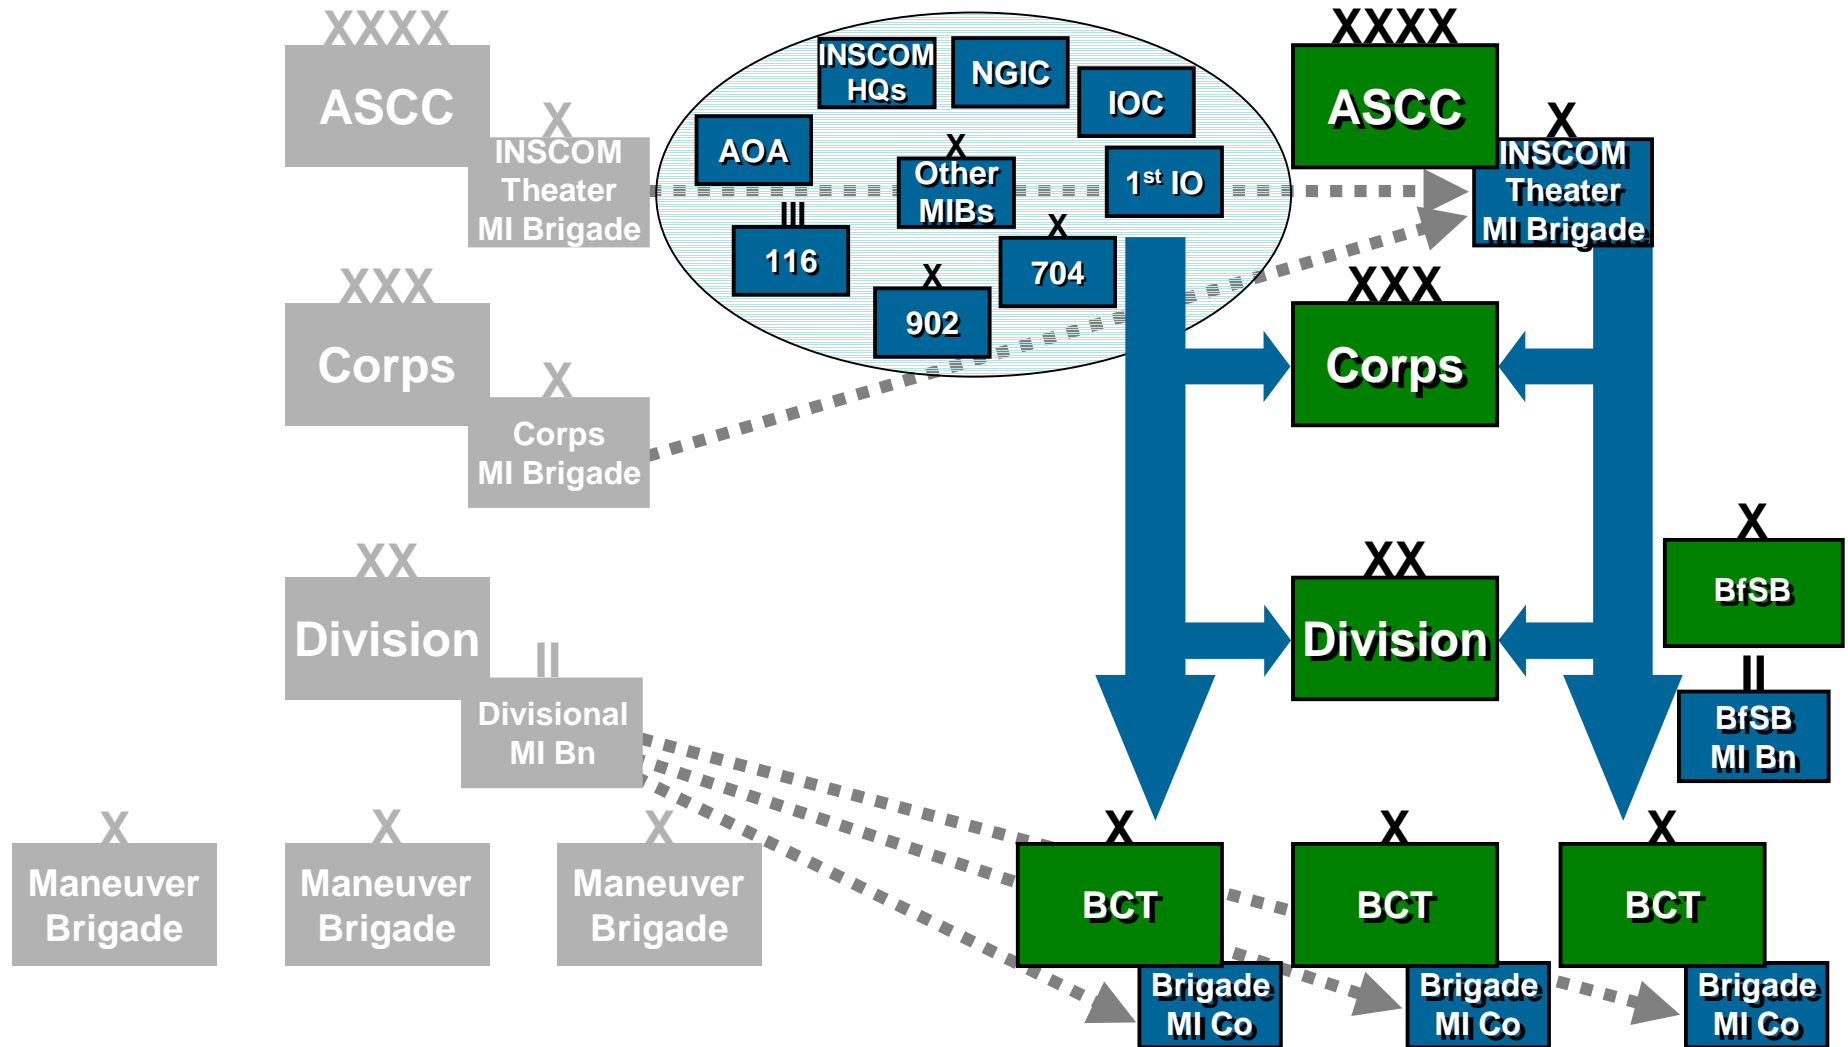 XXXX
ASCC
X
INSCOM
Theater
MI Brigade
XXX
Corps
X
Corps
MI Brigade
XX
Division
II
Divisional
MI Bn
X
Maneuver
Brigade
X
Maneuver
Brigade
X
Maneuver
Brigade
INSCOM
HQs
NGIC
IOC
AOA
X
Other
MIBs
1st IO
III
116
X
704
X
902
XXXX
ASCC
X
INSCOM
Theater
MI Brigade
XXX
Corps
XX
Division
X
BfSB
II
BfSB
MI Bn
X
BCT
Brigade
MI Co
X
BCT
Brigade
MI Co
X
BCT
Brigade
MI Co